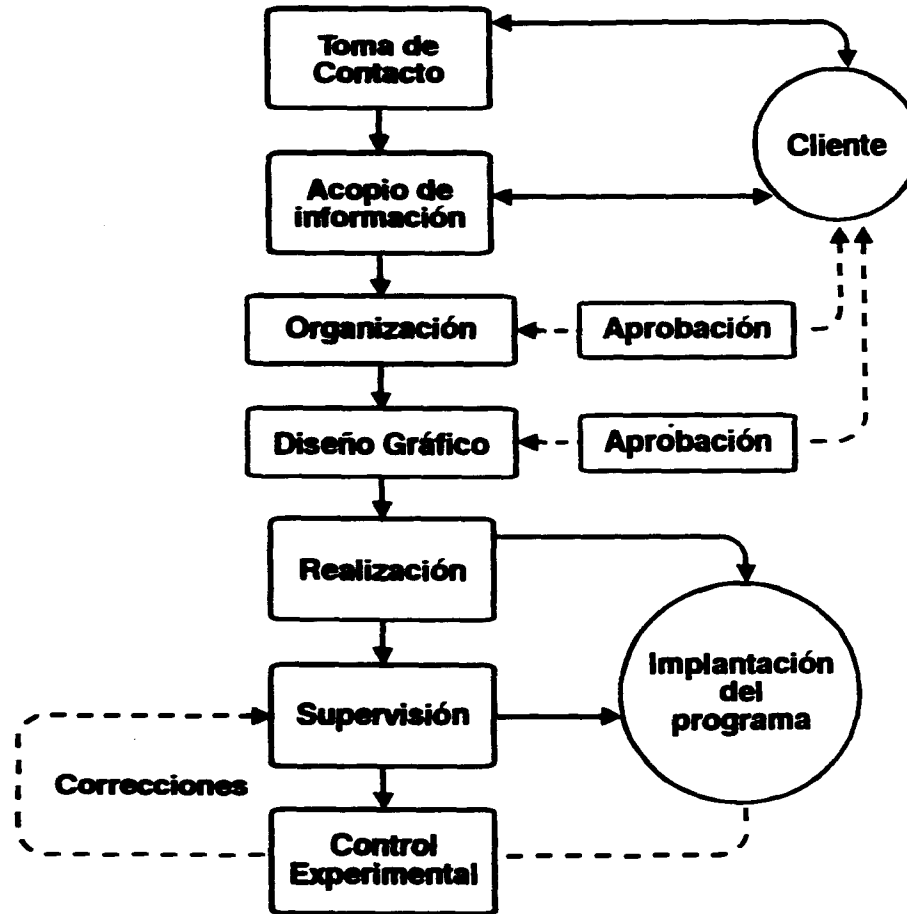 Toma de
Contacto
Cliente
Acopio de
información
Organización
Aprobación
Diseño Gráfico
Aprobación
Realización
Implantación
del
programa
Supervisión
Correcciones
Control
Experimental